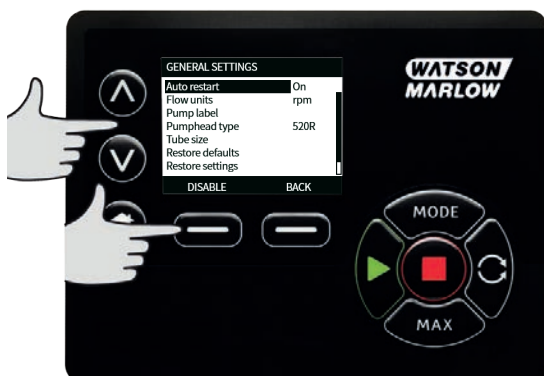 GENERAL SETTINGS
Auto restart On
Flow units rpm
Pump label
Pumphead type 520R
Tube size
Restore defaults
Restore settings
DISABLE BACK
WATSON
MARLOW
MODE
MAX